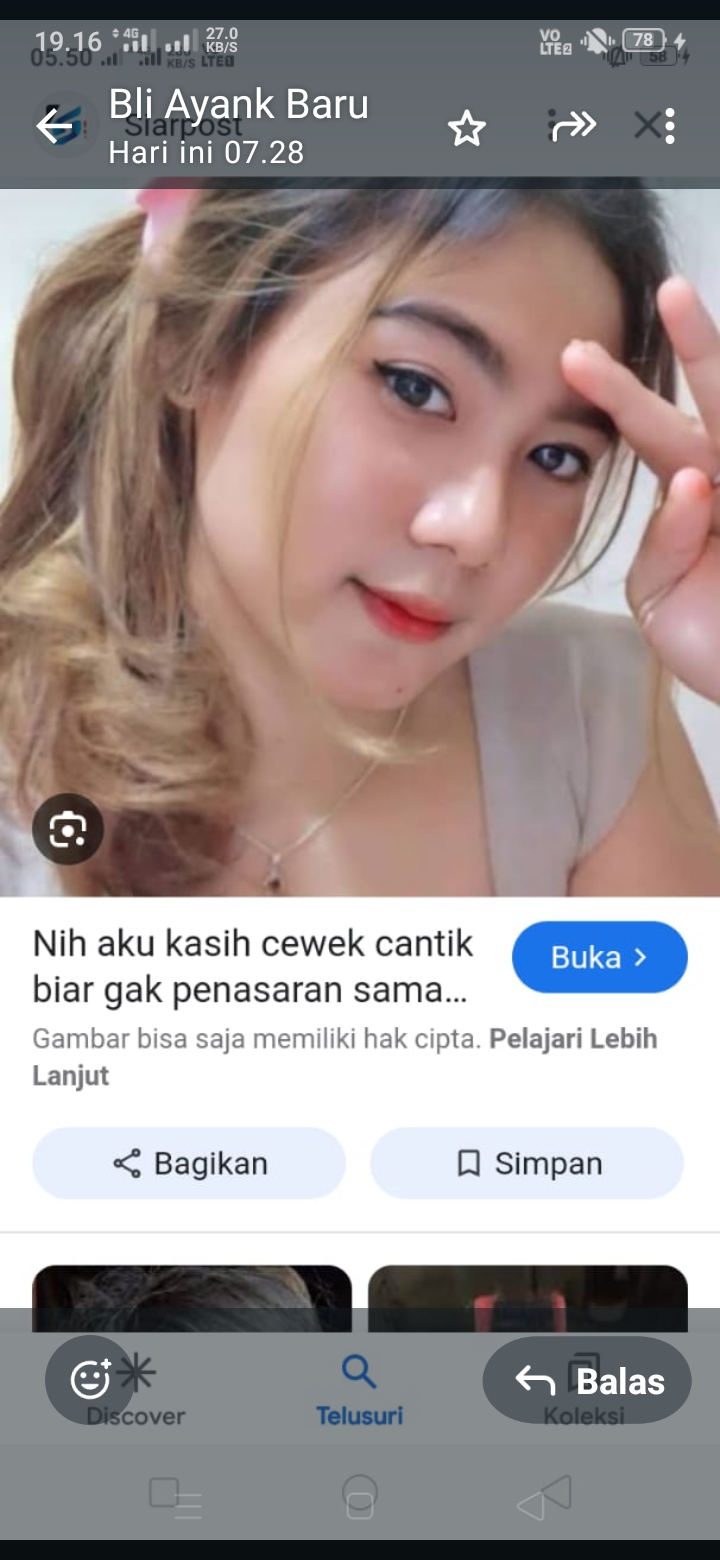 19.16 4G 27.0 KB/S VO LTE2 78
05.50 KB/S LTE 58
Bli Ayank Baru
Siarpost
Hari ini 07.28
Nih aku kasih cewek cantik
biar gak penasaran sama...
Buka
Gambar bisa saja memiliki hak cipta. Pelajari Lebih
Lanjut
Bagikan
Simpan
Balas
Discover
Telusuri
Koleksi